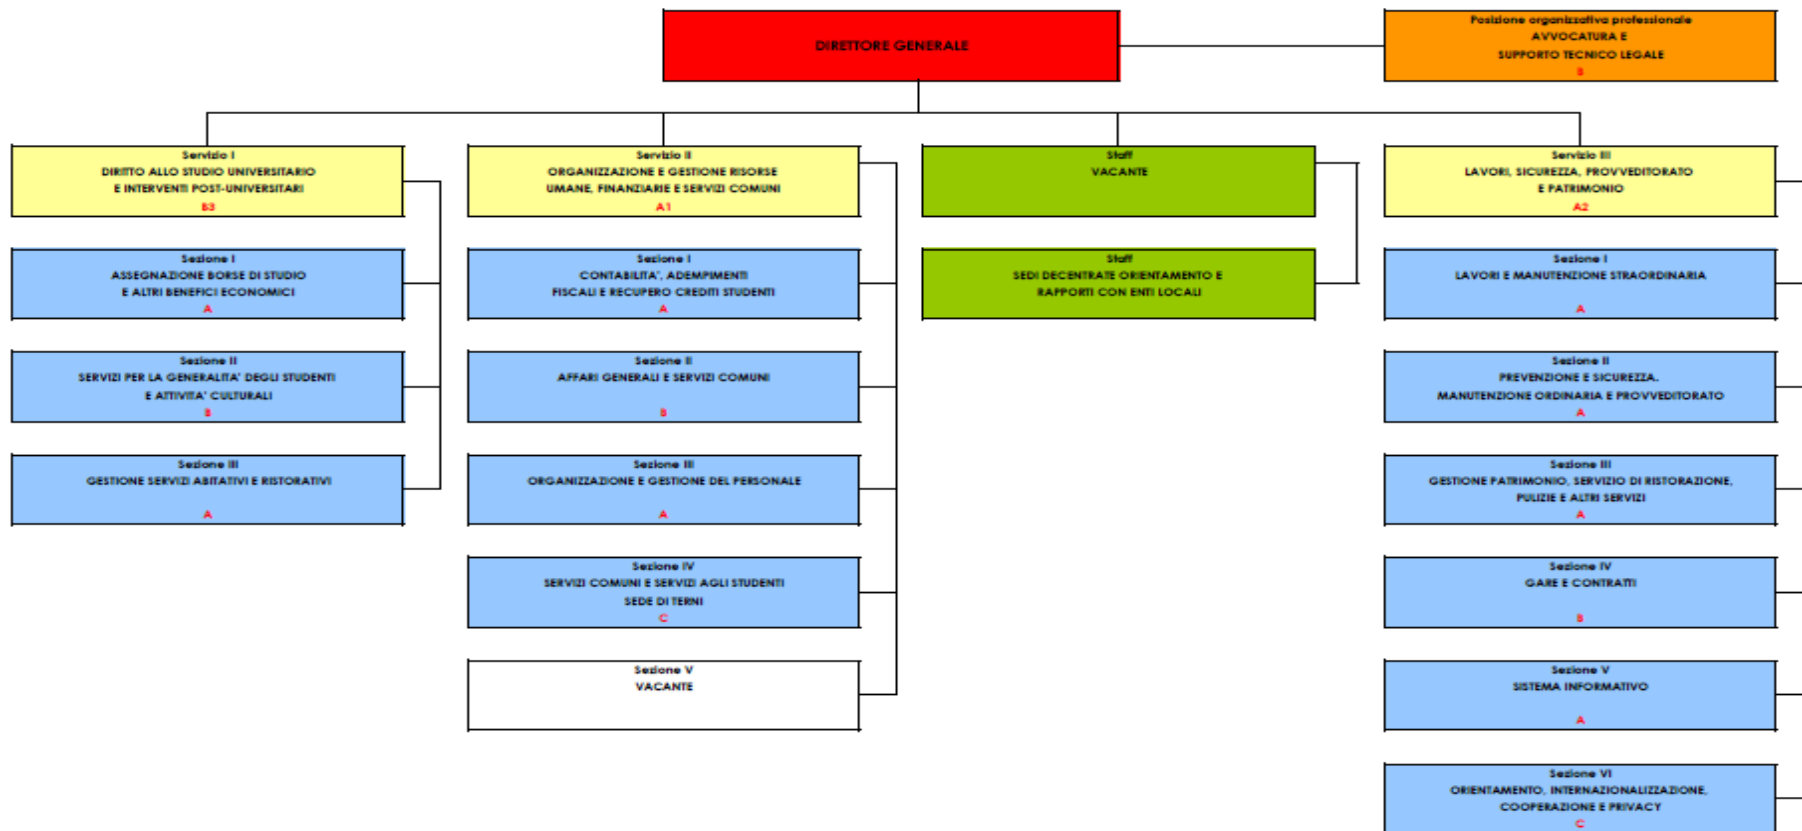 DIRETTORE GENERALE
Posizione organizzativa professionale
AVVOCATURA E
SUPPORTO TECNICO LEGALE
B
Servizio I
DIRITTO ALLO STUDIO UNIVERSITARIO
E INTERVENTI POST-UNIVERSITARI
B3
Sezione I
ASSEGNAZIONE BORSE DI STUDIO
E ALTRI BENEFICI ECONOMICI
A
Sezione II
SERVIZI PER LA GENERALITA' DEGLI STUDENTI
E ATTIVITA' CULTURALI
B
Sezione III
GESTIONE SERVIZI ABITATIVI E RISTORATIVI
A
Servizio II
ORGANIZZAZIONE E GESTIONE RISORSE
UMANE, FINANZIARIE E SERVIZI COMUNI
A1
Sezione I
CONTABILITA', ADEMPIMENTI
FISCALI E RECUPERO CREDITI STUDENTI
A
Sezione II
AFFARI GENERALI E SERVIZI COMUNI
B
Sezione III
ORGANIZZAZIONE E GESTIONE DEL PERSONALE
A
Sezione IV
SERVIZI COMUNI E SERVIZI AGLI STUDENTI
SEDE DI TERNI
C
Sezione V
VACANTE
Staff
VACANTE
Staff
SEDI DECENTRATE ORIENTAMENTO E
RAPPORTI CON ENTI LOCALI
Servizio III
LAVORI, SICUREZZA, PROVVEDITORATO
E PATRIMONIO
A2
Sezione I
LAVORI E MANUTENZIONE STRAORDINARIA
A
Sezione II
PREVENZIONE E SICUREZZA.
MANUTENZIONE ORDINARIA E PROVVEDITORATO
A
Sezione III
GESTIONE PATRIMONIO, SERVIZIO DI RISTORAZIONE,
PULIZIE E ALTRI SERVIZI
A
Sezione IV
GARE E CONTRATTI
B
Sezione V
SISTEMA INFORMATIVO
A
Sezione VI
ORIENTAMENTO, INTERNAZIONALIZZAZIONE,
COOPERAZIONE E PRIVACY
C